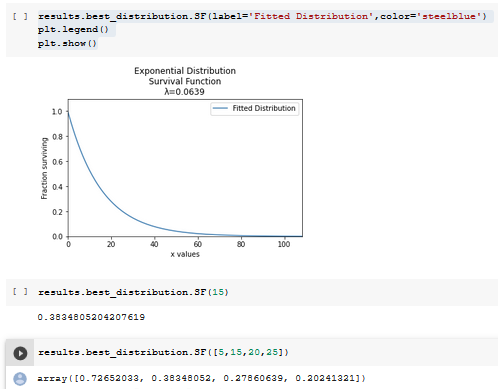 [ ] results.best_distribution.SF(label='Fitted Distribution',color='steelblue')
plt.legend()
plt.show()
Exponential Distribution
Survival Function
λ=0.0639
Fitted Distribution
1.0
0.8
0.6
0.4
0.2
0.0
Fraction surviving
0 20 40 60 80 100
x values
[ ] results.best_distribution.SF(15)
0.3834805204207619
results.best_distribution.SF([5,15,20,25])
array([0.72652033, 0.38348052, 0.27860639, 0.20241321])